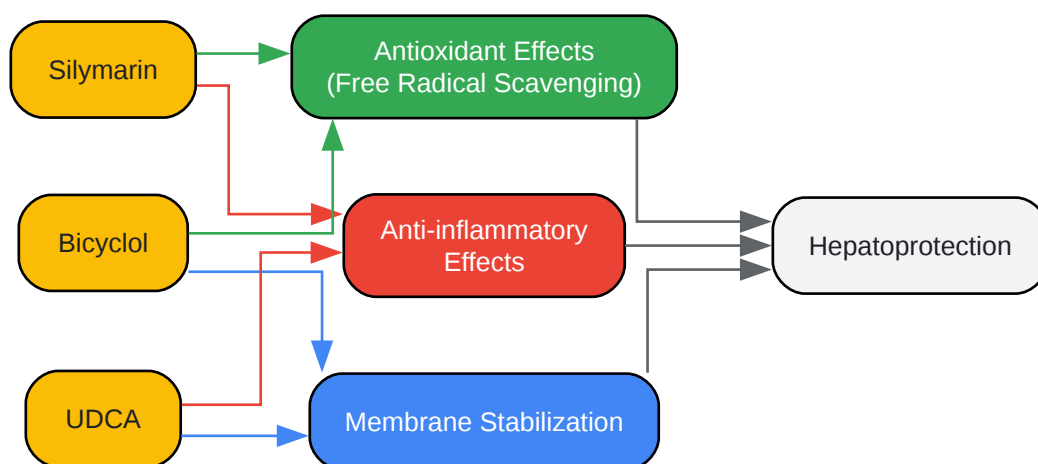 Silymarin
Antioxidant Effects
(Free Radical Scavenging)
Bicyclol
Anti-inflammatory
Effects
Hepatoprotection
UDCA
Membrane Stabilization